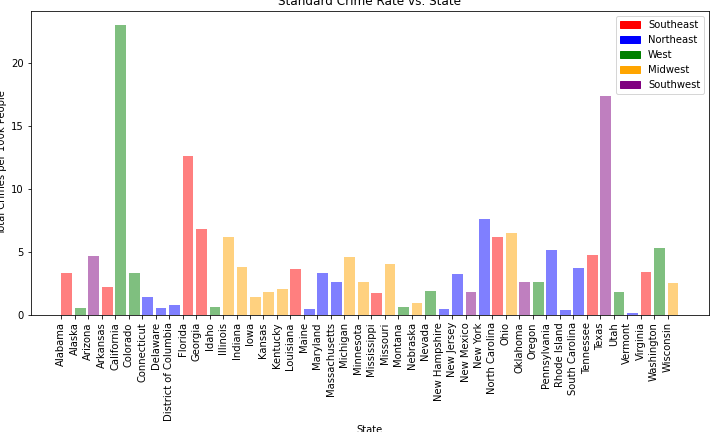 Standard Crime Rate vs. State
Total Crimes per 100k People
20
15
10
5
0
Southeast
Northeast
West
Midwest
Southwest
Alabama
Alaska
Arizona
Arkansas
California
Colorado
Connecticut
Delaware
District of Columbia
Florida
Georgia
Idaho
Illinois
Indiana
Iowa
Kansas
Kentucky
Louisiana
Maine
Maryland
Massachusetts
Michigan
Minnesota
Mississippi
Missouri
Montana
Nebraska
Nevada
New Hampshire
New Jersey
New Mexico
New York
North Carolina
Ohio
Oklahoma
Oregon
Pennsylvania
Rhode Island
South Carolina
Tennessee
Texas
Utah
Vermont
Virginia
Washington
Wisconsin
State